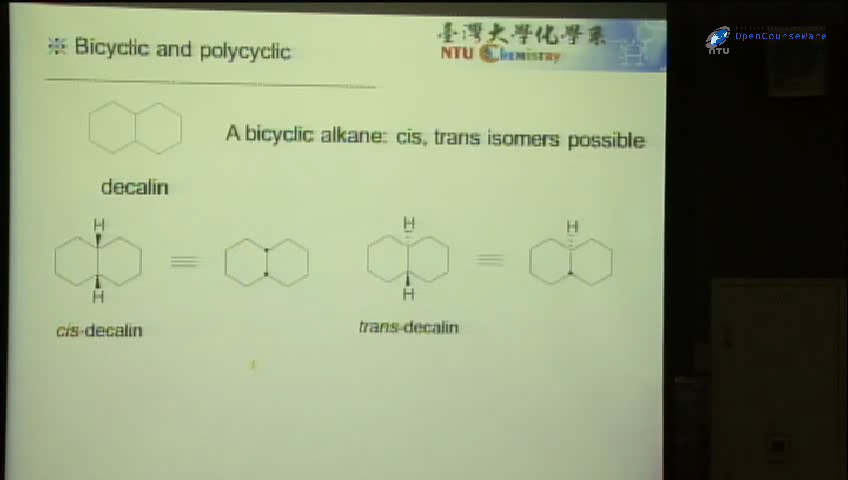 臺灣大學化學系
NTU Chemistry
OpenCourseWare
NTU
Bicyclic and polycyclic
A bicyclic alkane: cis, trans isomers possible
decalin
H
H
H
H
H
cis-decalin
trans-decalin